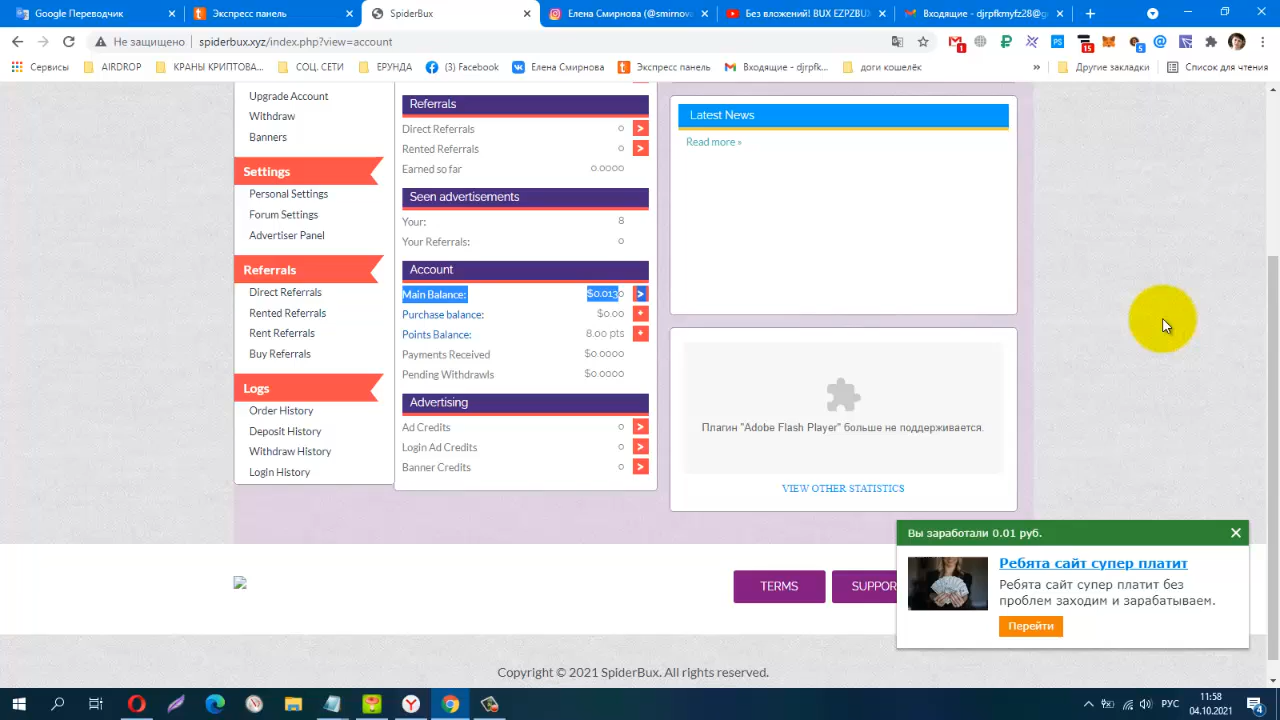 Google Переводчик
Экспресс панель
SpiderBux
Елена Смирнова (@smirnova
Без вложений! BUX EZPZBUX
Входящие - djrpfkmyfz28@g
Не защищено
spiderbux.xyz/index.php?view=account
Сервисы
AIRDROP
КРАНЫ КРИПТОВА...
СОЦ. СЕТИ
ЕРУНДА
(3) Facebook
Елена Смирнова
Экспресс панель
Входящие - djrpfk...
доги кошелёк
»
Другие закладки
Список для чтения
Upgrade Account
Withdraw
Banners
Settings
Personal Settings
Forum Settings
Advertiser Panel
Referrals
Direct Referrals
Rented Referrals
Rent Referrals
Buy Referrals
Logs
Order History
Deposit History
Withdraw History
Login History
Referrals
Direct Referrals 0
Rented Referrals 0
Earned so far 0.0000
Seen advertisements
Your: 8
Your Referrals: 0
Account
Main Balance: $0.0130
Purchase balance: $0.00
Points Balance: 8.00 pts
Payments Received $0.0000
Pending Withdrawls $0.0000
Advertising
Ad Credits 0
Login Ad Credits 0
Banner Credits 0
Latest News
Read more »
Плагин "Adobe Flash Player" больше не поддерживается.
VIEW OTHER STATISTICS
TERMS
SUPPOR
Вы заработали 0.01 руб.
Ребята сайт супер платит
Ребята сайт супер платит без
проблем заходим и зарабатываем.
Перейти
Copyright © 2021 SpiderBux. All rights reserved.
РУС
11:58
04.10.2021
4